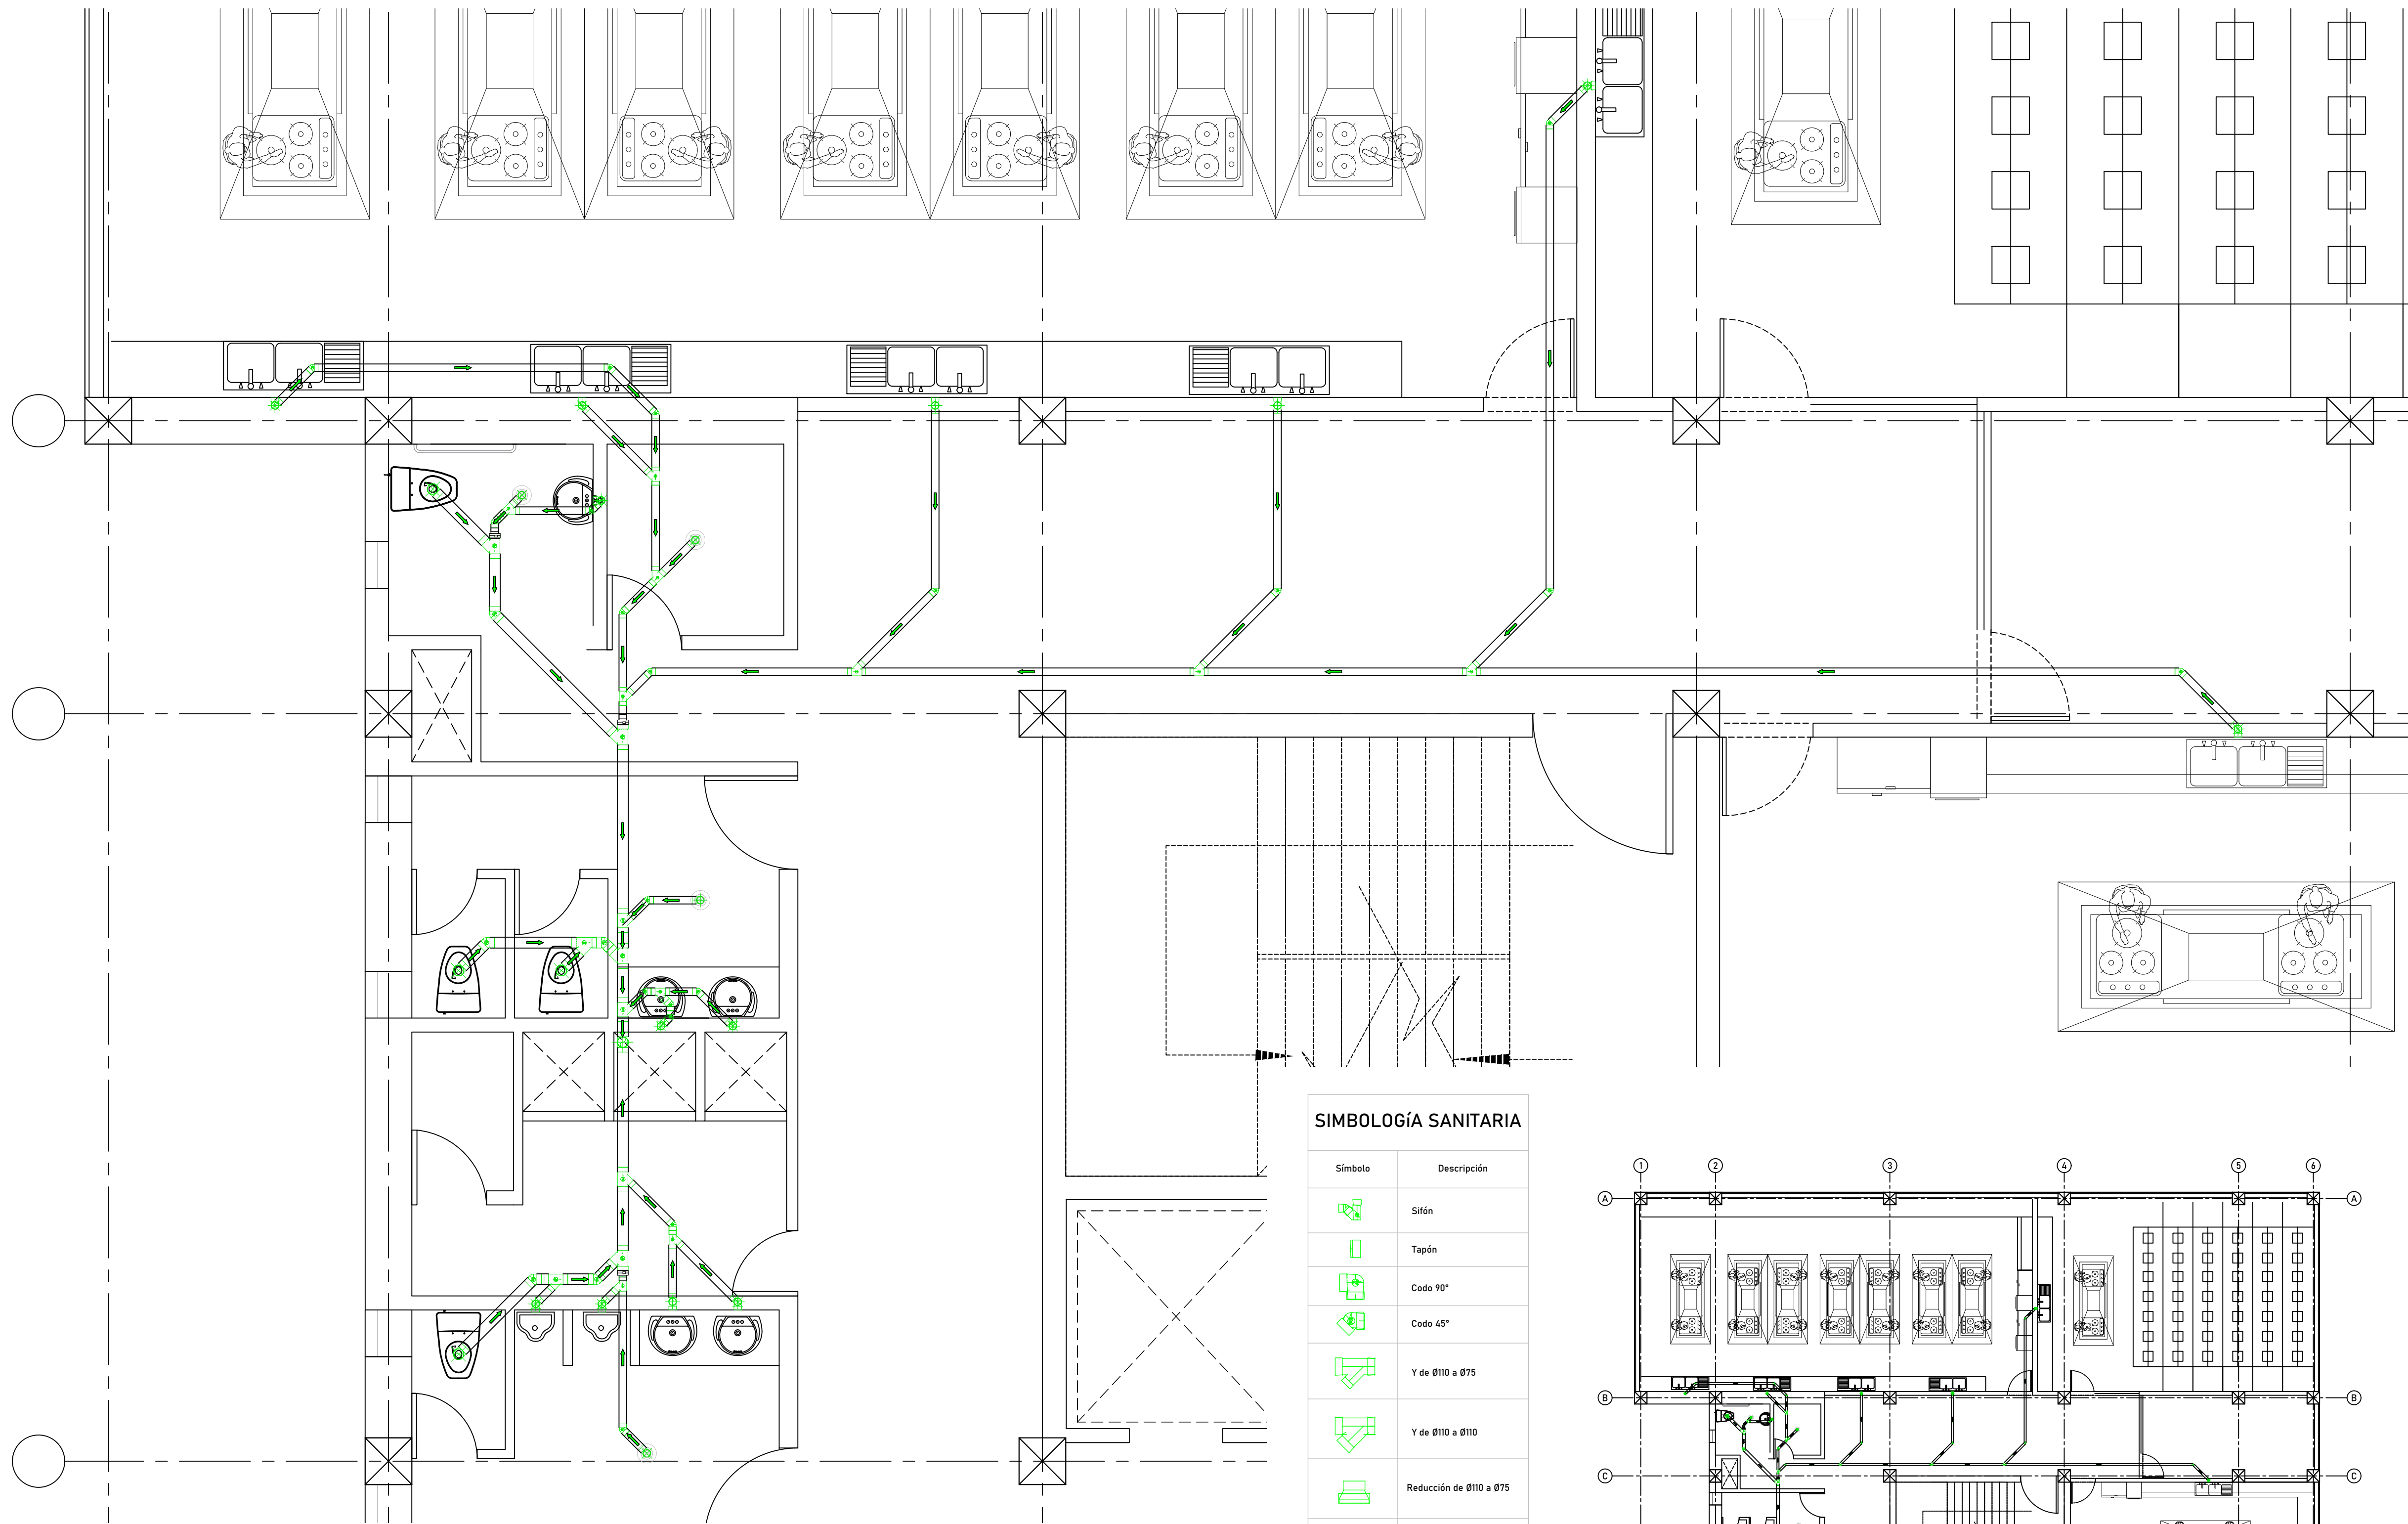 SIMBOLOGíA SANITARIA
Símbolo Descripción
Sifón
Tapón
Codo 90°
Codo 45°
Y de Ø110 a Ø75
Y de Ø110 a Ø110
Reducción de Ø110 a Ø75
1 2 3 4 5 6
A A
B B
C C